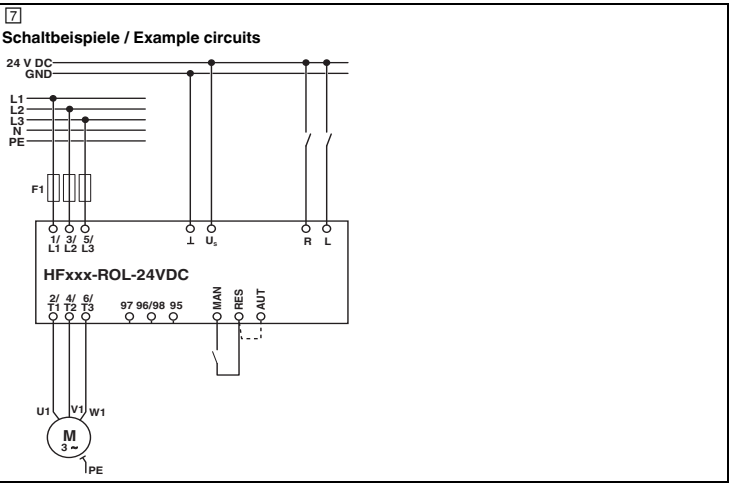 7
Schaltbeispiele / Example circuits
24 V DC
GND
L1
L2
L3
N
PE
F1
1/ 3/ 5/
L1 L2 L3
⊥ Us R L
HFxxx-ROL-24VDC
2/ 4/ 6/
T1 T2 T3
97 96/98 95
MAN RES AUT
U1 V1 W1
M
3 ~
PE